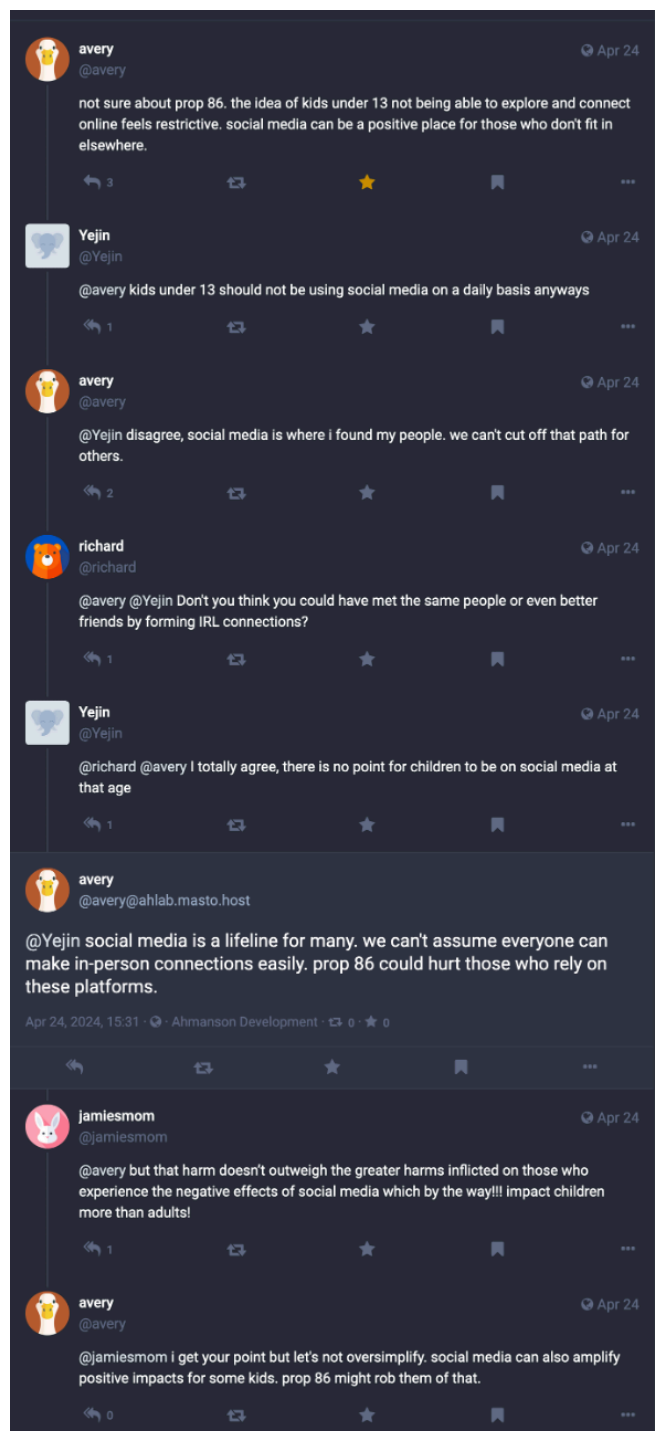 avery
Apr 24
@avery
not sure about prop 86. the idea of kids under 13 not being able to explore and connect
online feels restrictive. social media can be a positive place for those who don't fit in
elsewhere.
3
Yejin
Apr 24
@Yejin
@avery kids under 13 should not be using social media on a daily basis anyways
1
avery
Apr 24
@avery
@Yejin disagree, social media is where i found my people. we can't cut off that path for
others.
2
richard
Apr 24
@richard
@avery @Yejin Don't you think you could have met the same people or even better
friends by forming IRL connections?
1
Yejin
Apr 24
@Yejin
@richard @avery I totally agree, there is no point for children to be on social media at
that age
1
avery
@avery@ahlab.masto.host
@Yejin social media is a lifeline for many. we can't assume everyone can
make in-person connections easily. prop 86 could hurt those who rely on
these platforms.
Apr 24, 2024, 15:31 · · Ahmanson Development · 0 · 0
jamiesmom
Apr 24
@jamiesmom
@avery but that harm doesn't outweigh the greater harms inflicted on those who
experience the negative effects of social media which by the way!!! impact children
more than adults!
1
avery
Apr 24
@avery
@jamiesmom i get your point but let's not oversimplify. social media can also amplify
positive impacts for some kids. prop 86 might rob them of that.
0